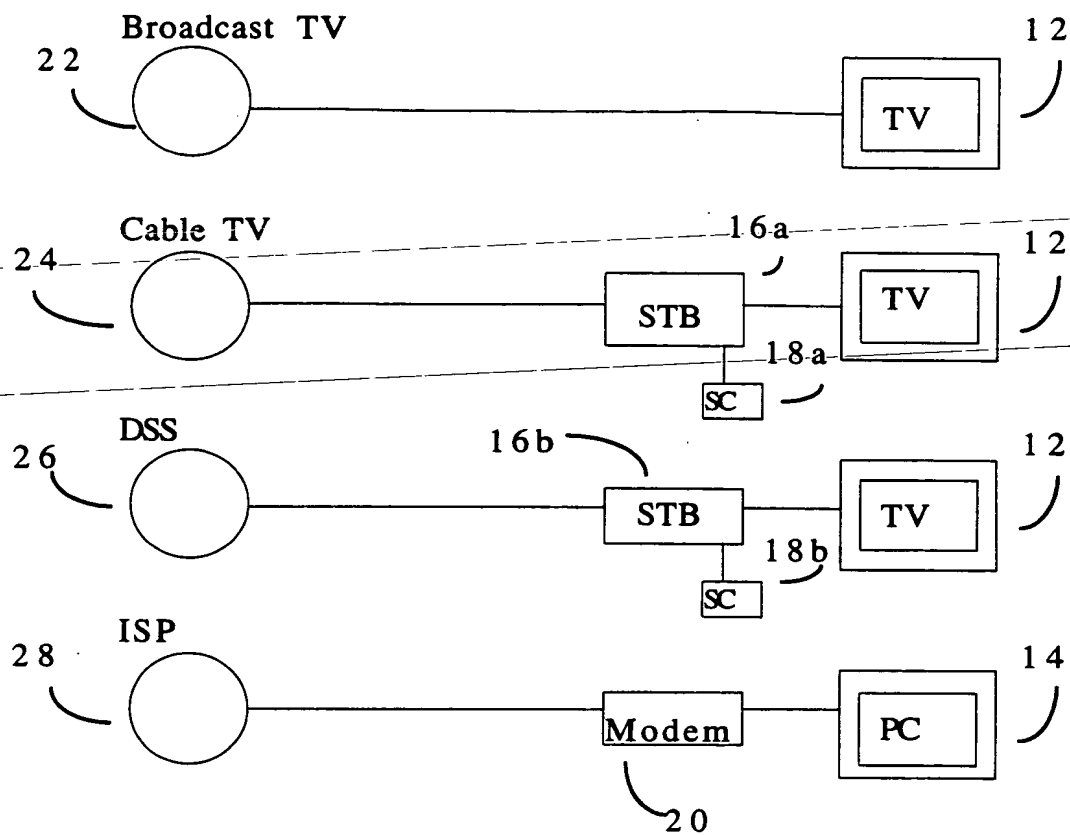 Broadcast TV
22
12
TV
Cable TV
24
16a
12
STB
TV
18a
SC
DSS
26
16b
12
STB
TV
18b
SC
ISP
28
14
Modem
PC
20